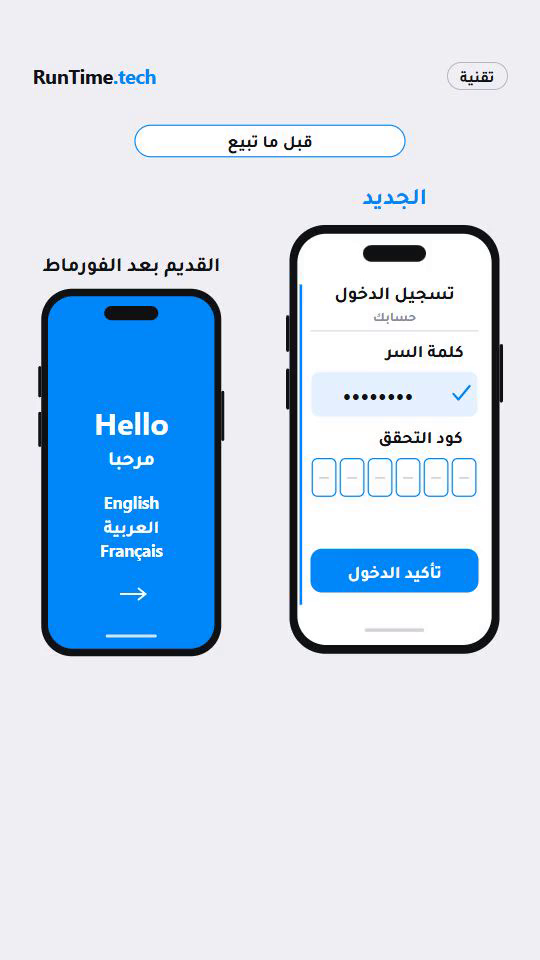 RunTime.tech
تقنية
قبل ما تبيع
الجديد
تسجيل الدخول
حسابك
كلمة السر
••••••••
كود التحقق
تأكيد الدخول
القديم بعد الفورماط
Hello
مرحبا
English
العربية
Français